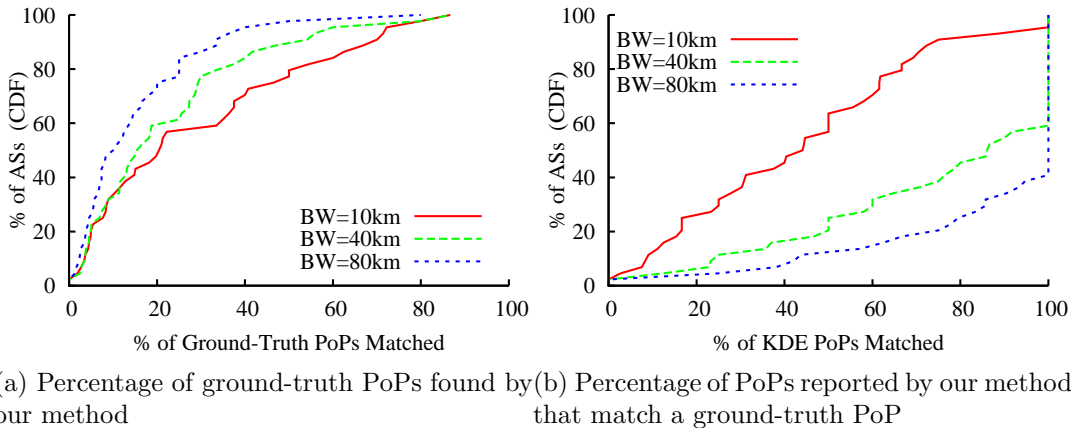 100
80
60
40
20
0
% of ASs (CDF)
0 20 40 60 80 100
% of Ground-Truth PoPs Matched
BW=10km
BW=40km
BW=80km
100
80
60
40
20
0
% of ASs (CDF)
0 20 40 60 80 100
% of KDE PoPs Matched
BW=10km
BW=40km
BW=80km
(a) Percentage of ground-truth PoPs found by
our method
(b) Percentage of PoPs reported by our method
that match a ground-truth PoP